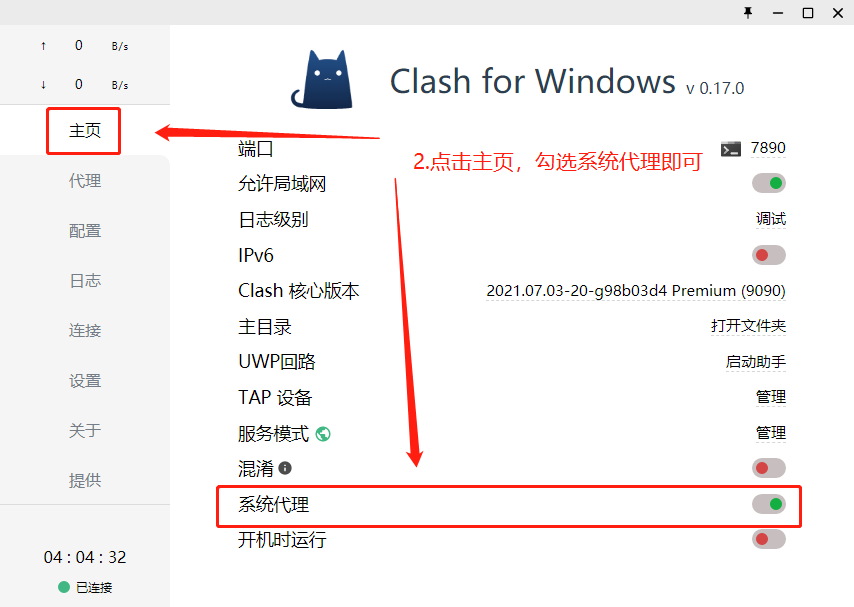 ↑ 0 B/s
↓ 0 B/s
主页
代理
配置
日志
连接
设置
关于
提供
04 : 04 : 32
已连接
Clash for Windows v 0.17.0
2.点击主页，勾选系统代理即可
端口 7890
允许局域网
日志级别 调试
IPv6
Clash 核心版本 2021.07.03-20-g98b03d4 Premium (9090)
主目录 打开文件夹
UWP回路 启动助手
TAP 设备 管理
服务模式 管理
混淆
系统代理
开机时运行